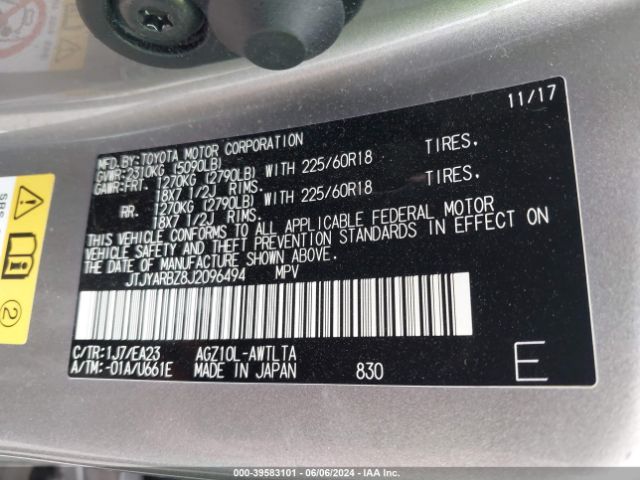 11/17
MFD. BY: TOYOTA MOTOR CORPORATION
GVWR: 2310KG (5090LB)
GAWR: FRT. 1270KG (2790LB) WITH 225/60R18 TIRES,
18X7 1/2J RIMS.
RR. 1270KG (2790LB) WITH 225/60R18 TIRES,
18X7 1/2J RIMS.
THIS VEHICLE CONFORMS TO ALL APPLICABLE FEDERAL MOTOR
VEHICLE SAFETY AND THEFT PREVENTION STANDARDS IN EFFECT ON
THE DATE OF MANUFACTURE SHOWN ABOVE.
JTJYARBZ8J2096494 MPV
C/TR: 1J7/EA23 AGZ10L-AWTLTA
A/TM: -01A/U661E MADE IN JAPAN 830
E
2
000-39583101 - 06/06/2024 - IAA Inc.